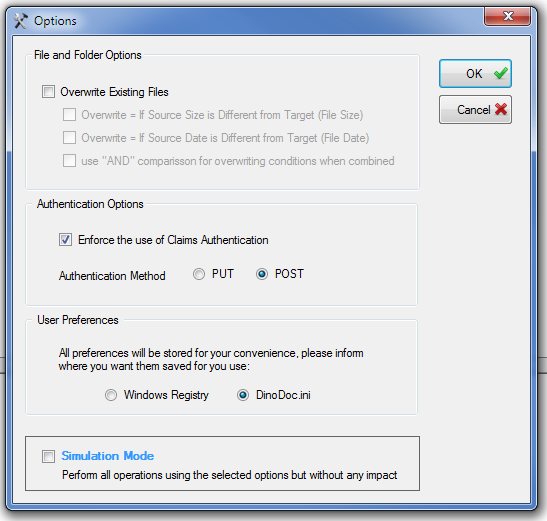 Options
File and Folder Options
Overwrite Existing Files
Overwrite = If Source Size is Different from Target (File Size)
Overwrite = If Source Date is Different from Target (File Date)
use "AND" comparisson for overwriting conditions when combined
OK
Cancel
Authentication Options
Enforce the use of Claims Authentication
Authentication Method
PUT
POST
User Preferences
All preferences will be stored for your convenience, please inform
where you want them saved for you use:
Windows Registry
DinoDoc.ini
Simulation Mode
Perform all operations using the selected options but without any impact